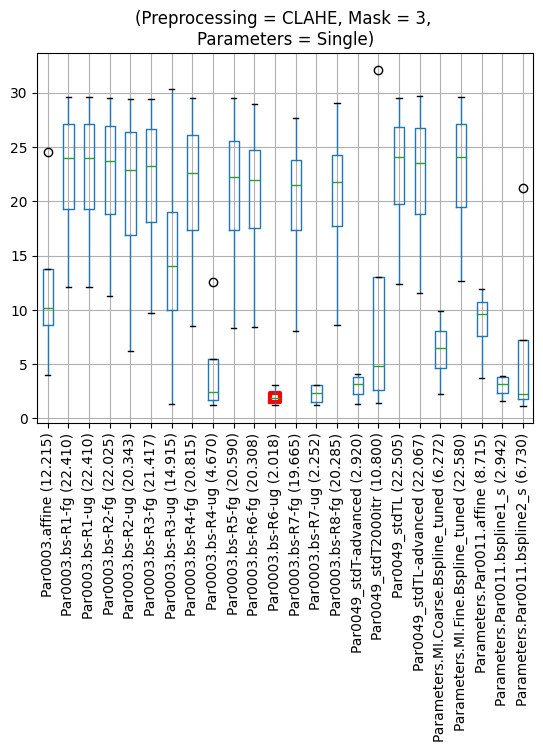 (Preprocessing = CLAHE, Mask = 3,
Parameters = Single)
30
25
20
15
10
5
0
Par0003.affine (12.215)
Par0003.bs-R1-fg (22.410)
Par0003.bs-R1-ug (22.410)
Par0003.bs-R2-fg (22.025)
Par0003.bs-R2-ug (20.343)
Par0003.bs-R3-fg (21.417)
Par0003.bs-R3-ug (14.915)
Par0003.bs-R4-fg (20.815)
Par0003.bs-R4-ug (4.670)
Par0003.bs-R5-fg (20.590)
Par0003.bs-R6-fg (20.308)
Par0003.bs-R6-ug (2.018)
Par0003.bs-R7-fg (19.665)
Par0003.bs-R7-ug (2.252)
Par0003.bs-R8-fg (20.285)
Par0049_stdT-advanced (2.920)
Par0049_stdT2000itr (10.800)
Par0049_stdTL (22.505)
Par0049_stdTL-advanced (22.067)
Parameters.MI.Coarse.Bspline_tuned (6.272)
Parameters.MI.Fine.Bspline_tuned (22.580)
Parameters.Par0011.affine (8.715)
Parameters.Par0011.bspline1_s (2.942)
Parameters.Par0011.bspline2_s (6.730)